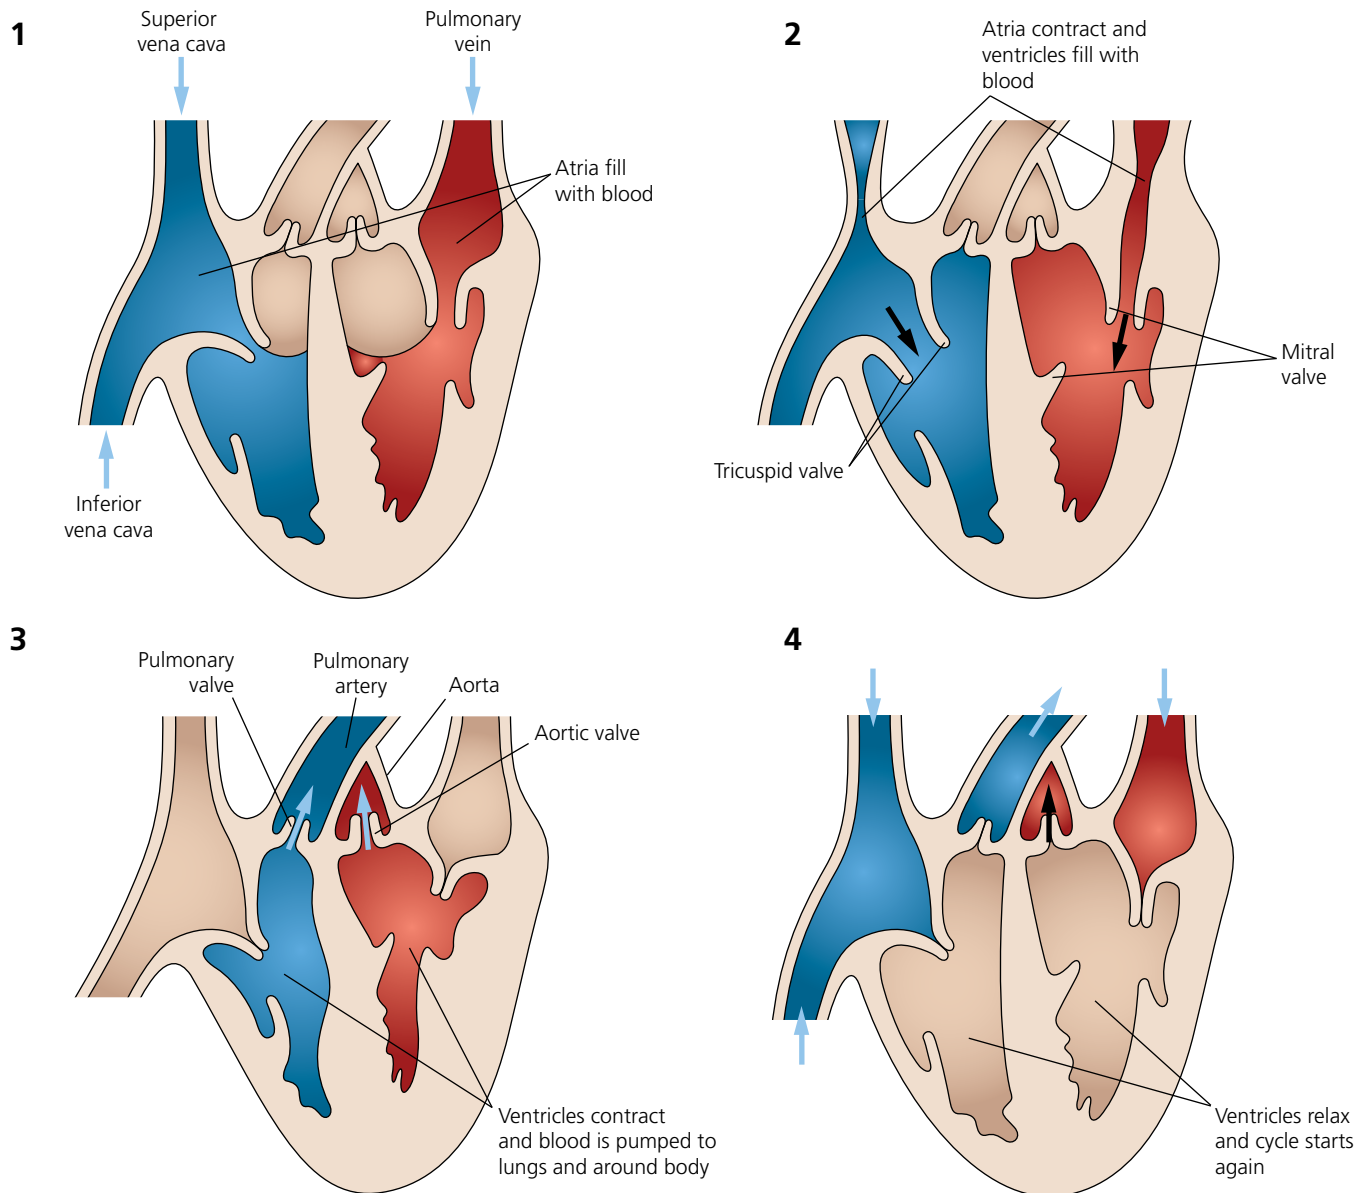 1
Superior
vena cava
Pulmonary
vein
Atria fill
with blood
Inferior
vena cava
2
Atria contract and
ventricles fill with
blood
Mitral
valve
Tricuspid valve
3
Pulmonary
valve
Pulmonary
artery
Aorta
Aortic valve
Ventricles contract
and blood is pumped to
lungs and around body
4
Ventricles relax
and cycle starts
again